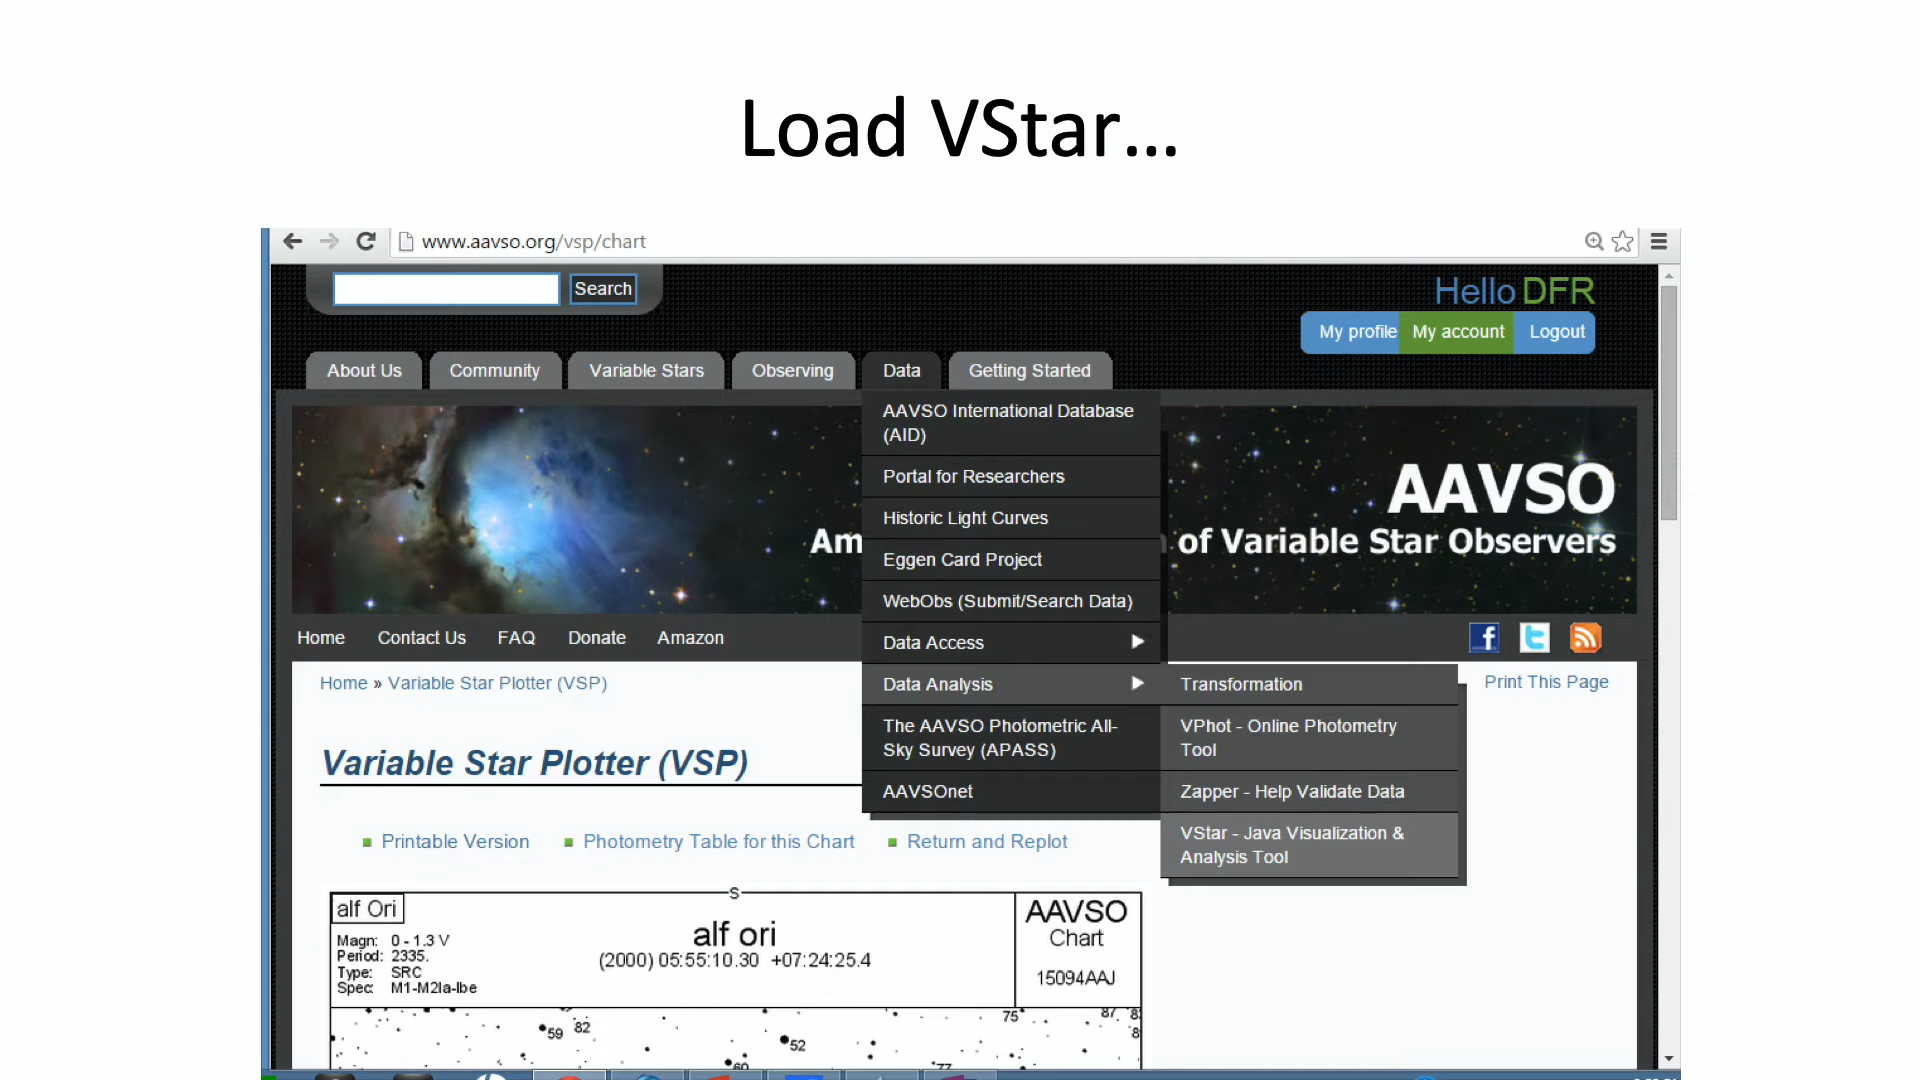 Load VStar...
www.aavso.org/vsp/chart
Search
Hello DFR
My profile My account Logout
About Us Community Variable Stars Observing Data Getting Started
AAVSO International Database
(AID)
Portal for Researchers
Historic Light Curves
Eggen Card Project
WebObs (Submit/Search Data)
Data Access
Data Analysis
The AAVSO Photometric All-
Sky Survey (APASS)
AAVSOnet
Transformation
VPhot - Online Photometry
Tool
Zapper - Help Validate Data
VStar - Java Visualization &
Analysis Tool
AAVSO
Am
of Variable Star Observers
Home Contact Us FAQ Donate Amazon
Home » Variable Star Plotter (VSP)
Print This Page
Variable Star Plotter (VSP)
Printable Version Photometry Table for this Chart Return and Replot
S
alf Ori
Magn: 0 - 1.3 V
Period: 2335.
Type: SRC
Spec: M1-M2Ia-Ibe
alf ori
(2000) 05:55:10.30 +07:24:25.4
AAVSO
Chart
15094AAJ
75 87
59 82
52